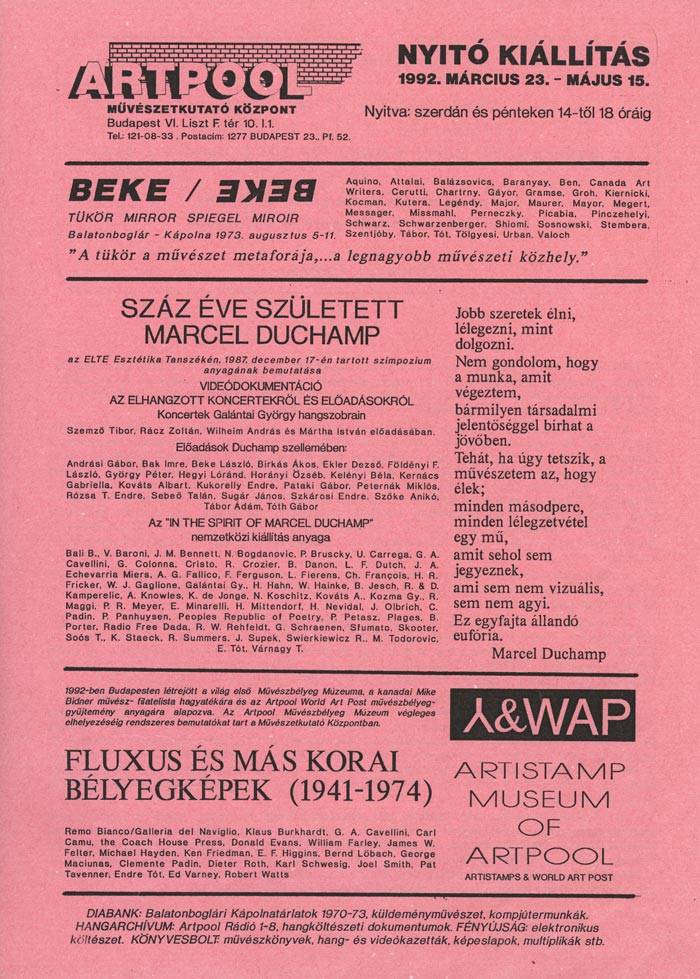 ARTPOOL
MŰVÉSZETKUTATÓ KÖZPONT
Budapest VI. Liszt F. tér 10. I.1.
Tel.: 121-08-33 . Postacím: 1277 BUDAPEST 23., Pf. 52.
NYITÓ KIÁLLÍTÁS
1992. MÁRCIUS 23. - MÁJUS 15.
Nyitva: szerdán és pénteken 14-től 18 óráig
BEKE / BEKE
TÜKÖR MIRROR SPIEGEL MIROIR
Balatonboglár - Kápolna 1973. augusztus 5-11.
Aquino, Attalai, Balázsovics, Baranyay, Ben, Canada Art
Writers, Cerutti, Chartrny, Gáyor, Gramse, Groh, Kiernicki,
Kocman, Kutera, Legéndy, Major, Maurer, Mayor, Megert,
Messager, Missmahl, Perneczky, Picabia, Pinczehelyi,
Schwarz, Schwarzenberger, Shiomi, Sosnowski, Stembera,
Szentjóby, Tábor, Tót, Tölgyesi, Urban, Valoch
"A tükör a művészet metaforája,...a legnagyobb művészeti közhely."
SZÁZ ÉVE SZÜLETETT
MARCEL DUCHAMP
az ELTE Esztétika Tanszékén, 1987. december 17-én tartott szimpozium
anyagának bemutatása
VIDEÓDOKUMENTÁCIÓ
AZ ELHANGZOTT KONCERTEKRŐL ÉS ELŐADÁSOKRÓL
Koncertek Galántai György hangszobrain
Szemző Tibor, Rácz Zoltán, Wilheim András és Mártha István előadásában.
Előadások Duchamp szellemében:
Andrási Gábor, Bak Imre, Beke László, Birkás Ákos, Ekler Dezső, Földényi F.
László, György Péter, Hegyi Lóránd, Horányi Özséb, Kelényi Béla, Kernács
Gabriella, Kováts Albert, Kukorelly Endre, Pataki Gábor, Peternák Miklós,
Rózsa T. Endre, Sebeő Talán, Sugár János, Szkárosi Endre, Szőke Anikó,
Tábor Ádám, Tóth Gábor
Az "IN THE SPIRIT OF MARCEL DUCHAMP"
nemzetközi kiállítás anyaga
Bali B., V. Baroni, J. M. Bennett, N. Bogdanovic, P. Bruscky, U. Carrega, G. A.
Cavellini, G. Colonna, Cristo, R. Crozier, B. Danon, L. F. Dutch, J. A.
Echevarria Miers, A. G. Fallico, F. Ferguson, L. Fierens, Ch. François, H. R.
Fricker, W. J. Gaglione, Galántai Gy., H. Hahn, W. Hainke, B. Jesch, R. & D.
Kamperelic, A. Knowles, K. de Jonge, N. Koschitz, Kováts A., Kozma Gy., R.
Maggi, P. R. Meyer, E. Minarelli, H. Mittendorf, H. Nevidal, J. Olbrich, C.
Padin, P. Panhuysen, Peoples Republic of Poetry, P. Petasz, Plages, B.
Porter, Radio Free Dada, R. W. Rehfeldt, G. Schraenen, Sfumato, Skooter,
Soós T., K. Staeck, R. Summers, J. Supek, Swierkiewicz R., M. Todorovic,
E. Tót, Várnagy T.
Jobb szeretek élni,
lélegezni, mint
dolgozni.
Nem gondolom, hogy
a munka, amit
végeztem,
bármilyen társadalmi
jelentőséggel bírhat a
jövőben.
Tehát, ha úgy tetszik, a
művészetem az, hogy
élek;
minden másodperc,
minden lélegzetvétel
egy mű,
amit sehol sem
jegyeznek,
ami sem nem vizuális,
sem nem agyi.
Ez egyfajta állandó
eufória.
Marcel Duchamp
1992-ben Budapesten létrejött a világ első Művészbélyeg Múzeuma, a kanadai Mike
Bidner művész- filatelista hagyatékára és az Artpool World Art Post művészbélyeg-
gyüjtemény anyagára alapozva. Az Artpool Művészbélyeg Múzeum végleges
elhelyezéséig rendszeres bemutatókat tart a Művészetkutató Központban.
FLUXUS ÉS MÁS KORAI
BÉLYEGKÉPEK (1941-1974)
Remo Bianco/Galleria del Naviglio, Klaus Burkhardt, G. A. Cavellini, Carl
Camu, the Coach House Press, Donald Evans, William Farley, James W.
Felter, Michael Hayden, Ken Friedman, E. F. Higgins, Bernd Löbach, George
Maciunas, Clemente Padin, Dieter Roth, Karl Schwesig, Joel Smith, Pat
Tavenner, Endre Tót, Ed Varney, Robert Watts
&WAP
ARTISTAMP
MUSEUM
OF
ARTPOOL
ARTISTAMPS & WORLD ART POST
DIABANK: Balatonboglári Kápolnatárlatok 1970-73, küldeményművészet, kompjútermunkák.
HANGARCHÍVUM: Artpool Rádió 1-8, hangköltészeti dokumentumok. FÉNYÚJSÁG: elektronikus
költészet. KÖNYVESBOLT: művészkönyvek, hang- és videókazetták, képeslapok, multiplikák stb.